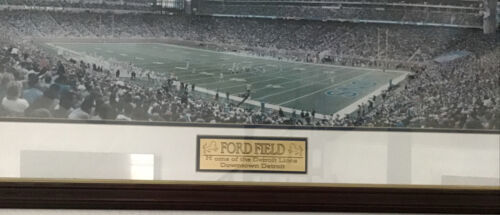 FORD FIELD
Home of the Detroit Lions
Downtown Detroit